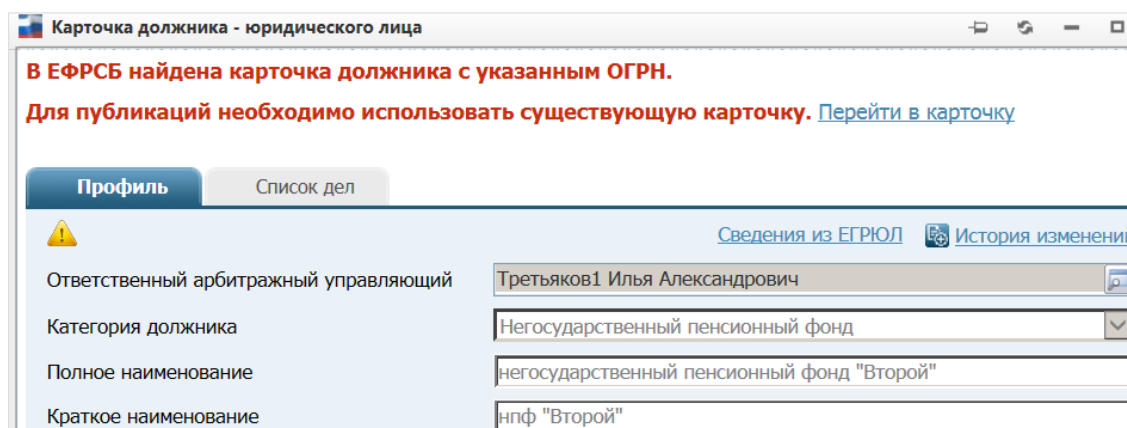 Карточка должника - юридического лица
В ЕФРСБ найдена карточка должника с указанным ОГРН.
Для публикаций необходимо использовать существующую карточку. Перейти в карточку
Профиль Список дел
Сведения из ЕГРЮЛ История изменений
Ответственный арбитражный управляющий Третьяков1 Илья Александрович
Категория должника Негосударственный пенсионный фонд
Полное наименование негосударственный пенсионный фонд "Второй"
Краткое наименование нпф "Второй"